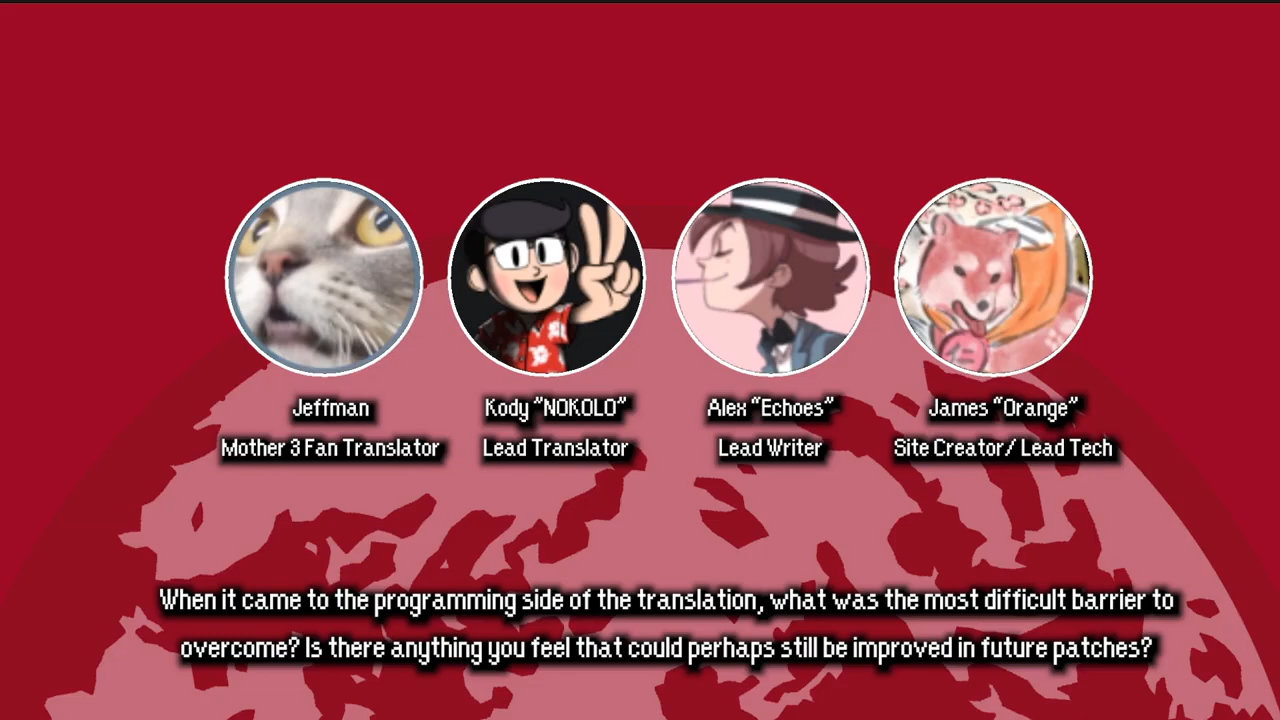 Jeffman
Mother 3 Fan Translator
Kody "NOKOLO"
Lead Translator
Alex "Echoes"
Lead Writer
James "Orange"
Site Creator/ Lead Tech
When it came to the programming side of the translation, what was the most difficult barrier to
overcome? Is there anything you feel that could perhaps still be improved in future patches?